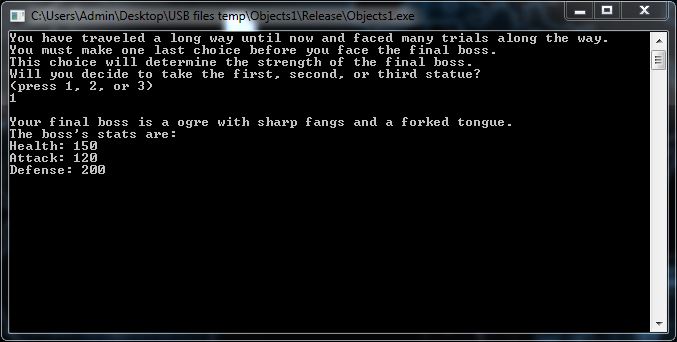 C:\Users\Admin\Desktop\USB files temp\Objects1\Release\Objects1.exe
You have traveled a long way until now and faced many trials along the way.
You must make one last choice before you face the final boss.
This choice will determine the strength of the final boss.
Will you decide to take the first, second, or third statue?
(press 1, 2, or 3)
1
Your final boss is a ogre with sharp fangs and a forked tongue.
The boss's stats are:
Health: 150
Attack: 120
Defense: 200